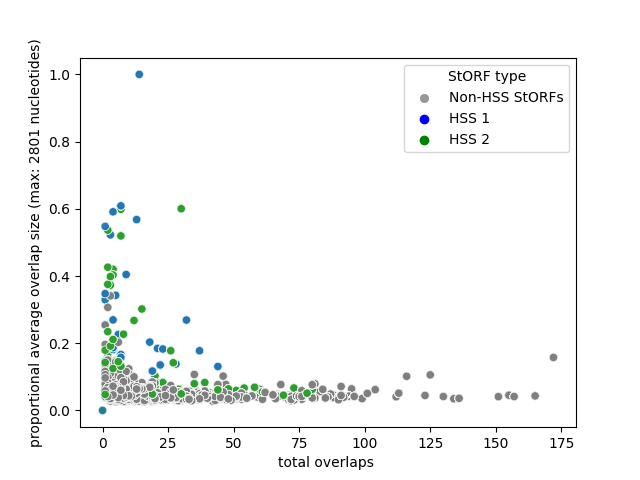 proportional average overlap size (max: 2801 nucleotides)
1.0
0.8
0.6
0.4
0.2
0.0
StORF type
Non-HSS StORFs
HSS 1
HSS 2
0 25 50 75 100 125 150 175
total overlaps